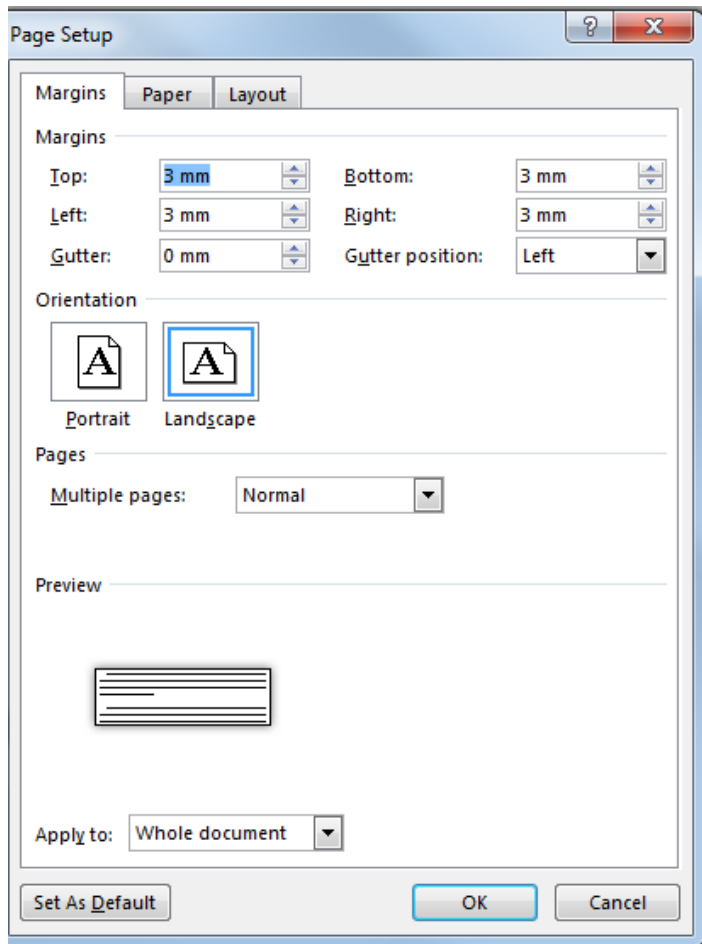 Page Setup
?
X
Margins Paper Layout
Margins
Top: 3 mm Bottom: 3 mm
Left: 3 mm Right: 3 mm
Gutter: 0 mm Gutter position: Left
Orientation
A A
Portrait Landscape
Pages
Multiple pages: Normal
Preview
Apply to: Whole document
Set As Default OK Cancel